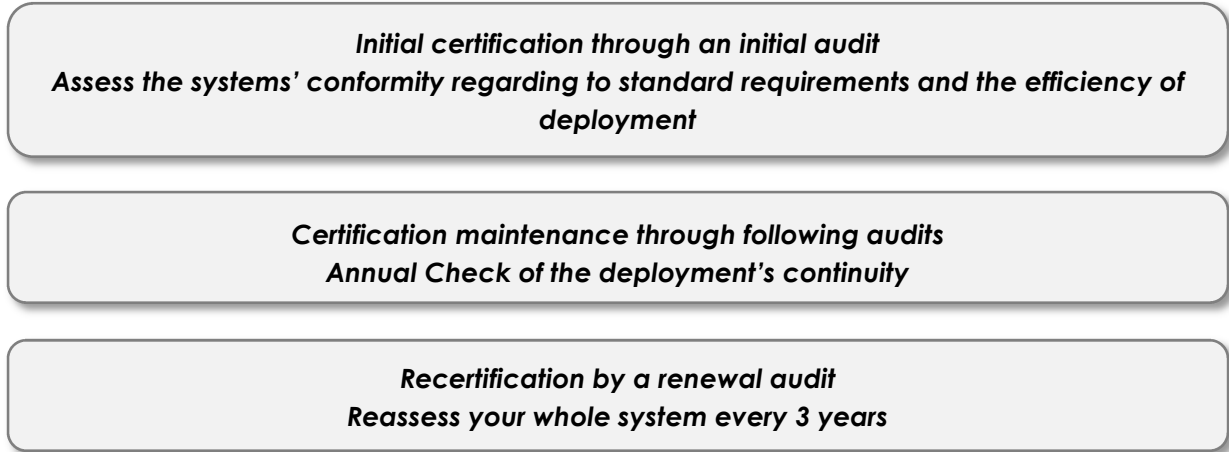 Initial certification through an initial audit
Assess the systems’ conformity regarding to standard requirements and the efficiency of
deployment
Certification maintenance through following audits
Annual Check of the deployment’s continuity
Recertification by a renewal audit
Reassess your whole system every 3 years